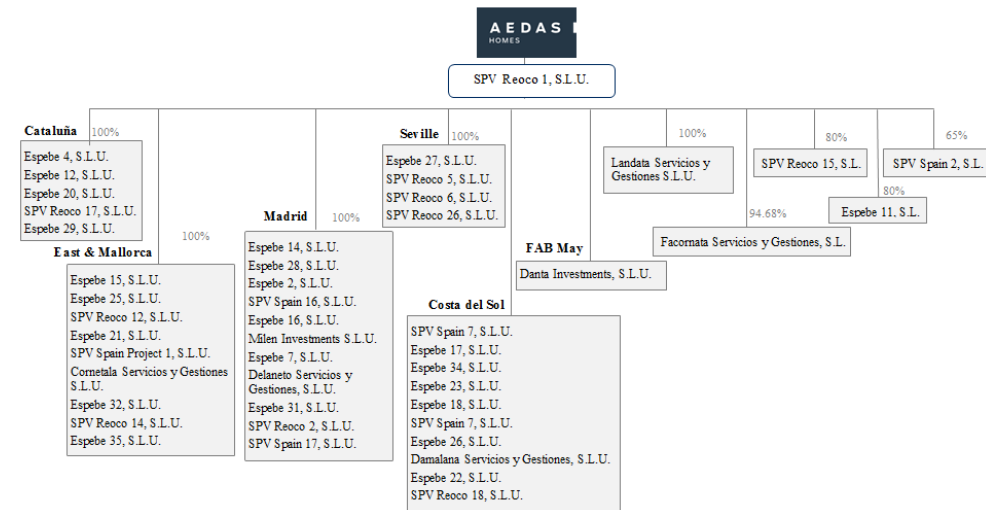 AEDAS
HOMES
SPV Reoco 1, S.L.U.
Cataluña
100%
Espebe 4, S.L.U.
Espebe 12, S.L.U.
Espebe 20, S.L.U.
SPV Reoco 17, S.L.U.
Espebe 29, S.L.U.
East & Mallorca
100%
Espebe 15, S.L.U.
Espebe 25, S.L.U.
SPV Reoco 12, S.L.U.
Espebe 21, S.L.U.
SPV Spain Project 1, S.L.U.
Cornetala Servicios y Gestiones
S.L.U.
Espebe 32, S.L.U.
SPV Reoco 14, S.L.U.
Espebe 35, S.L.U.
Madrid
100%
Espebe 14, S.L.U.
Espebe 28, S.L.U.
Espebe 2, S.L.U.
SPV Spain 16, S.L.U.
Espebe 16, S.L.U.
Milen Investments S.L.U.
Espebe 7, S.L.U.
Delaneto Servicios y
Gestiones, S.L.U.
Espebe 31, S.L.U.
SPV Reoco 2, S.L.U.
SPV Spain 17, S.L.U.
Seville
100%
Espebe 27, S.L.U.
SPV Reoco 5, S.L.U.
SPV Reoco 6, S.L.U.
SPV Reoco 26, S.L.U.
Costa del Sol
SPV Spain 7, S.L.U.
Espebe 17, S.L.U.
Espebe 34, S.L.U.
Espebe 23, S.L.U.
Espebe 18, S.L.U.
SPV Spain 7, S.L.U.
Espebe 26, S.L.U.
Damalana Servicios y Gestiones, S.L.U.
Espebe 22, S.L.U.
SPV Reoco 18, S.L.U.
FAB May
Danta Investments, S.L.U.
100%
Landata Servicios y
Gestiones S.L.U.
94.68%
Facornata Servicios y Gestiones, S.L.
80%
SPV Reoco 15, S.L.
80%
Espebe 11, S.L.
65%
SPV Spain 2, S.L.